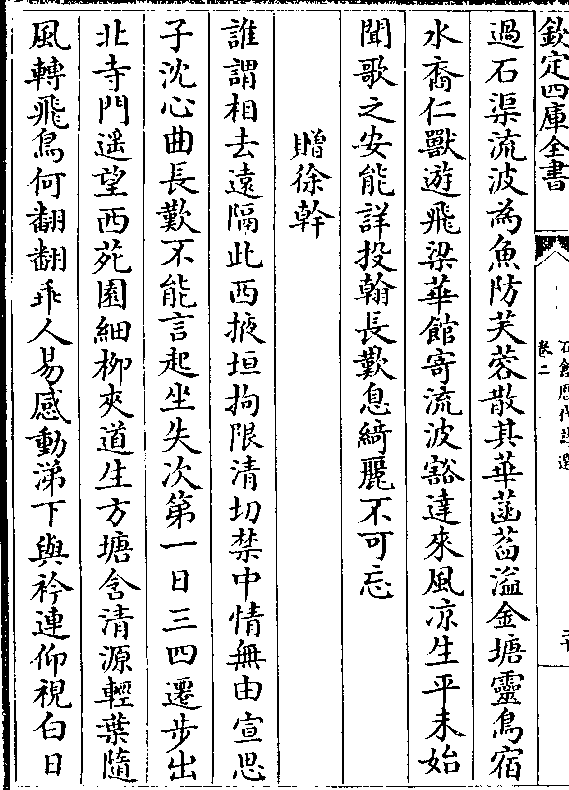 欽定四庫全書
石倉歷代詩選
卷二
過石渠流波為魚防芙蓉散其華菡萏溢金塘靈鳥宿
水裔仁獸遊飛梁華館寄流波豁達來風凉生平未始
聞歌之安能詳投翰長歎息綺麗不可忘
贈徐幹
誰謂相去遠隔此西掖垣拘限清切禁中情無由宣思
子沈心曲長歎不能言起坐失次第一日三四遷步出
北寺門遥望西苑園細柳夾道生方塘含清源輕葉隨
風轉飛鳥何翻翻乖人易感動涕下與衿連仰視白日